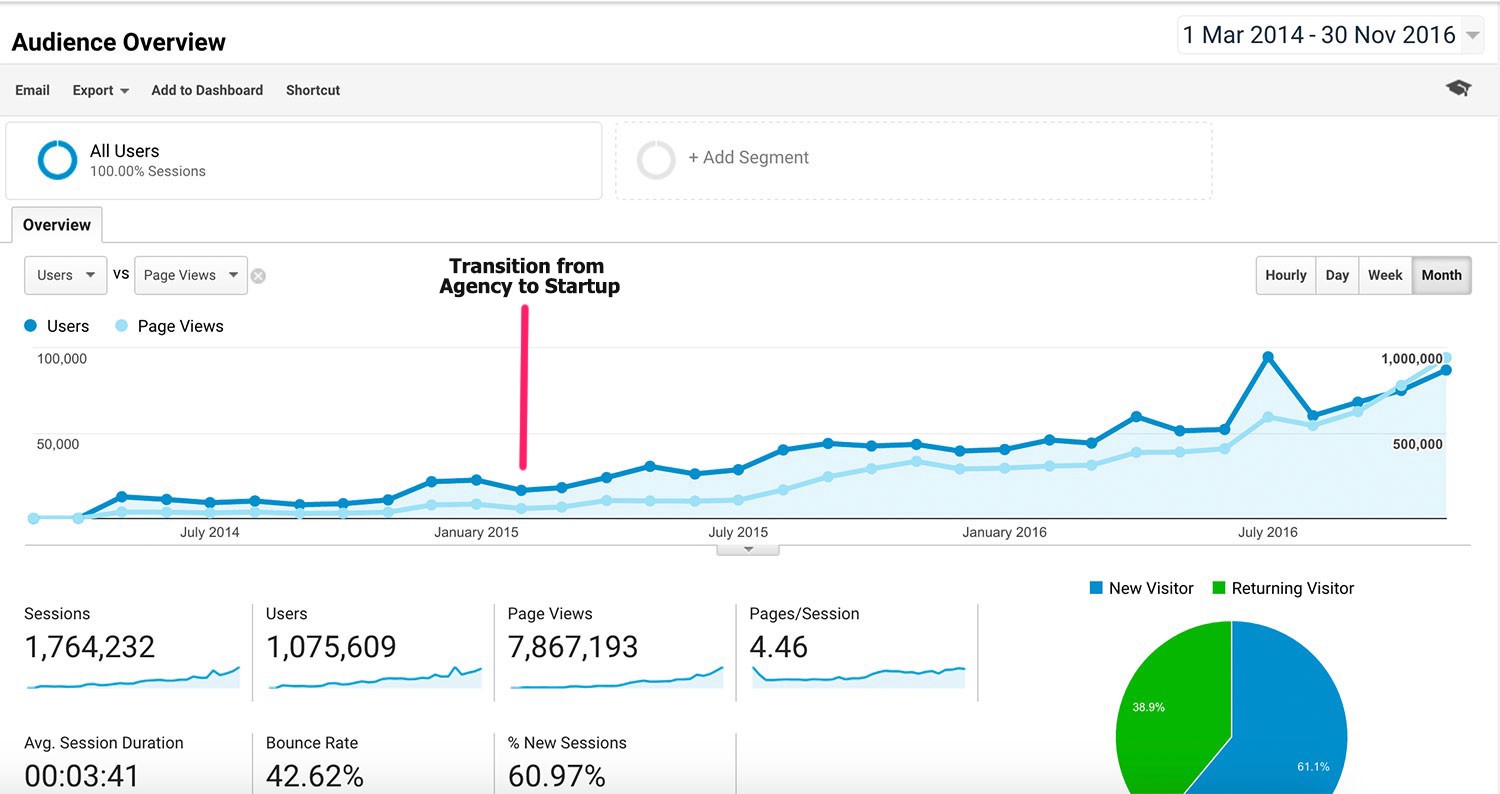 Audience Overview
1 Mar 2014 - 30 Nov 2016
Email Export Add to Dashboard Shortcut
All Users
100.00% Sessions
+ Add Segment
Overview
Users vs Page Views
Transition from
Agency to Startup
Hourly Day Week Month
Users Page Views
100,000
1,000,000
50,000
500,000
July 2014 January 2015 July 2015 January 2016 July 2016
New Visitor Returning Visitor
Sessions
1,764,232
Users
1,075,609
Page Views
7,867,193
Pages/Session
4.46
38.9%
61.1%
Avg. Session Duration
00:03:41
Bounce Rate
42.62%
% New Sessions
60.97%